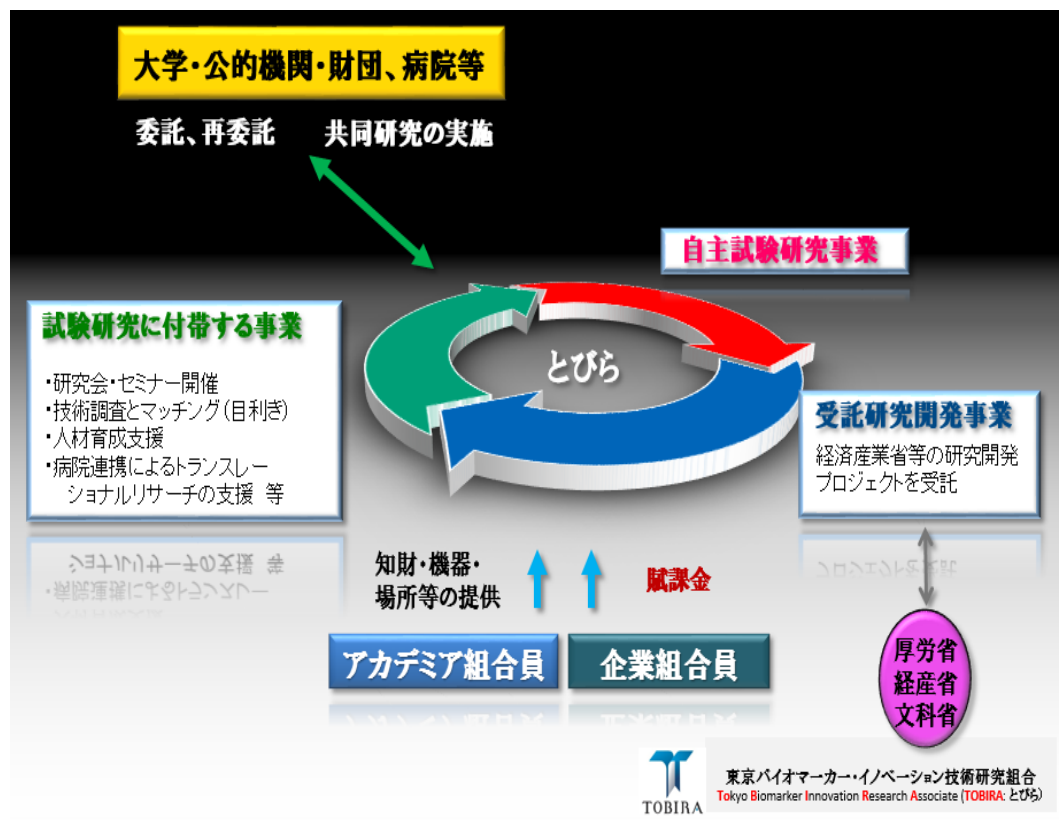 大学・公的機関・財団、病院等
委託、再委託　共同研究の実施
自主試験研究事業
試験研究に付帯する事業
・研究会・セミナー開催
・技術調査とマッチング（目利き）
・人材育成支援
・病院連携によるトランスレー
ショナルリサーチの支援 等
とびら
受託研究開発事業
経済産業省等の研究開発
プロジェクトを受託
知財・機器・
場所等の提供
賦課金
アカデミア組合員
企業組合員
厚労省
経産省
文科省
TOBIRA
東京バイオマーカー・イノベーション技術研究組合
Tokyo Biomarker Innovation Research Associate (TOBIRA: とびら)